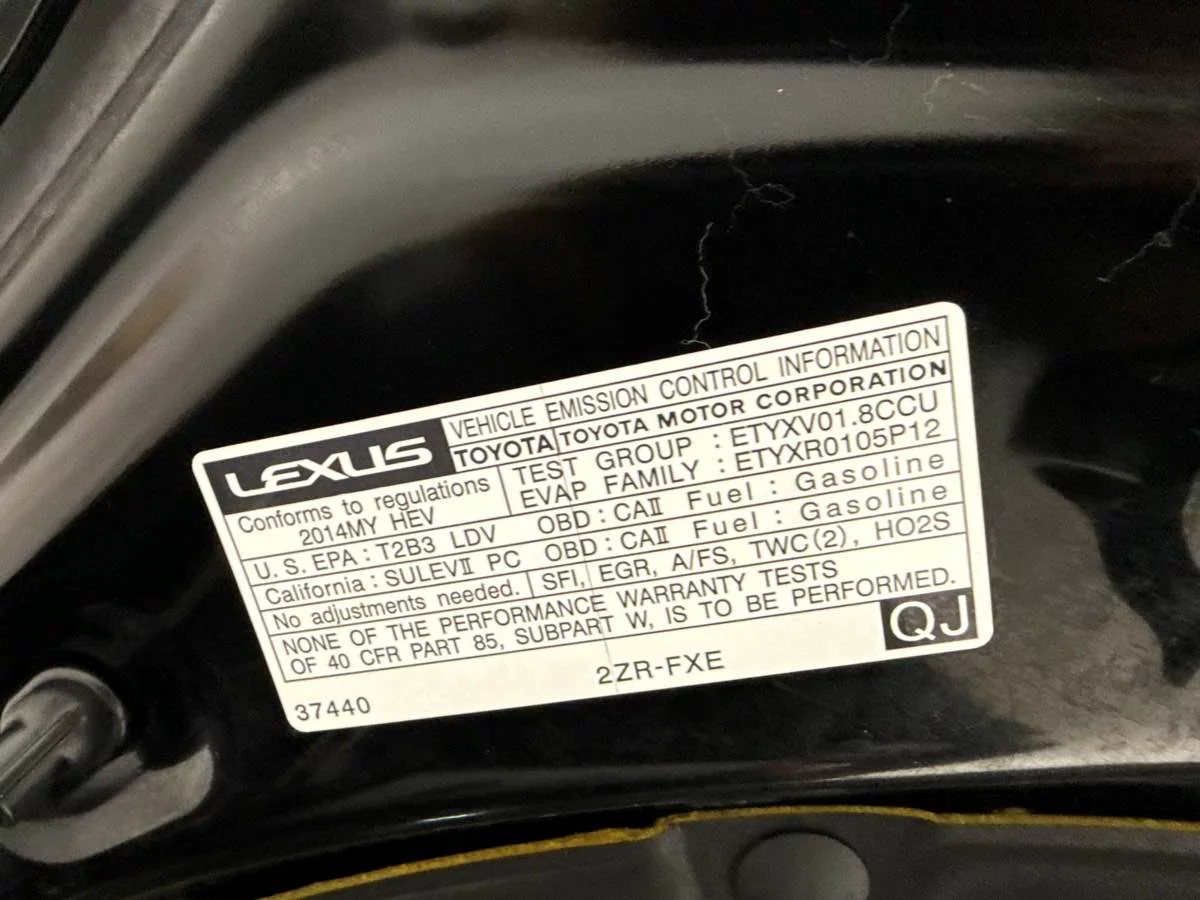 LEXUS
VEHICLE EMISSION CONTROL INFORMATION
TOYOTA TOYOTA MOTOR CORPORATION
Conforms to regulations
2014MY HEV
TEST GROUP : ETYXV01.8CCU
EVAP FAMILY : ETYXR0105P12
U. S. EPA : T2B3 LDV OBD : CAⅡ Fuel : Gasoline
California : SULEVⅡ PC OBD : CAⅡ Fuel : Gasoline
No adjustments needed. SFI, EGR, A/FS, TWC(2), HO2S
NONE OF THE PERFORMANCE WARRANTY TESTS
OF 40 CFR PART 85, SUBPART W, IS TO BE PERFORMED.
QJ
2ZR-FXE
37440